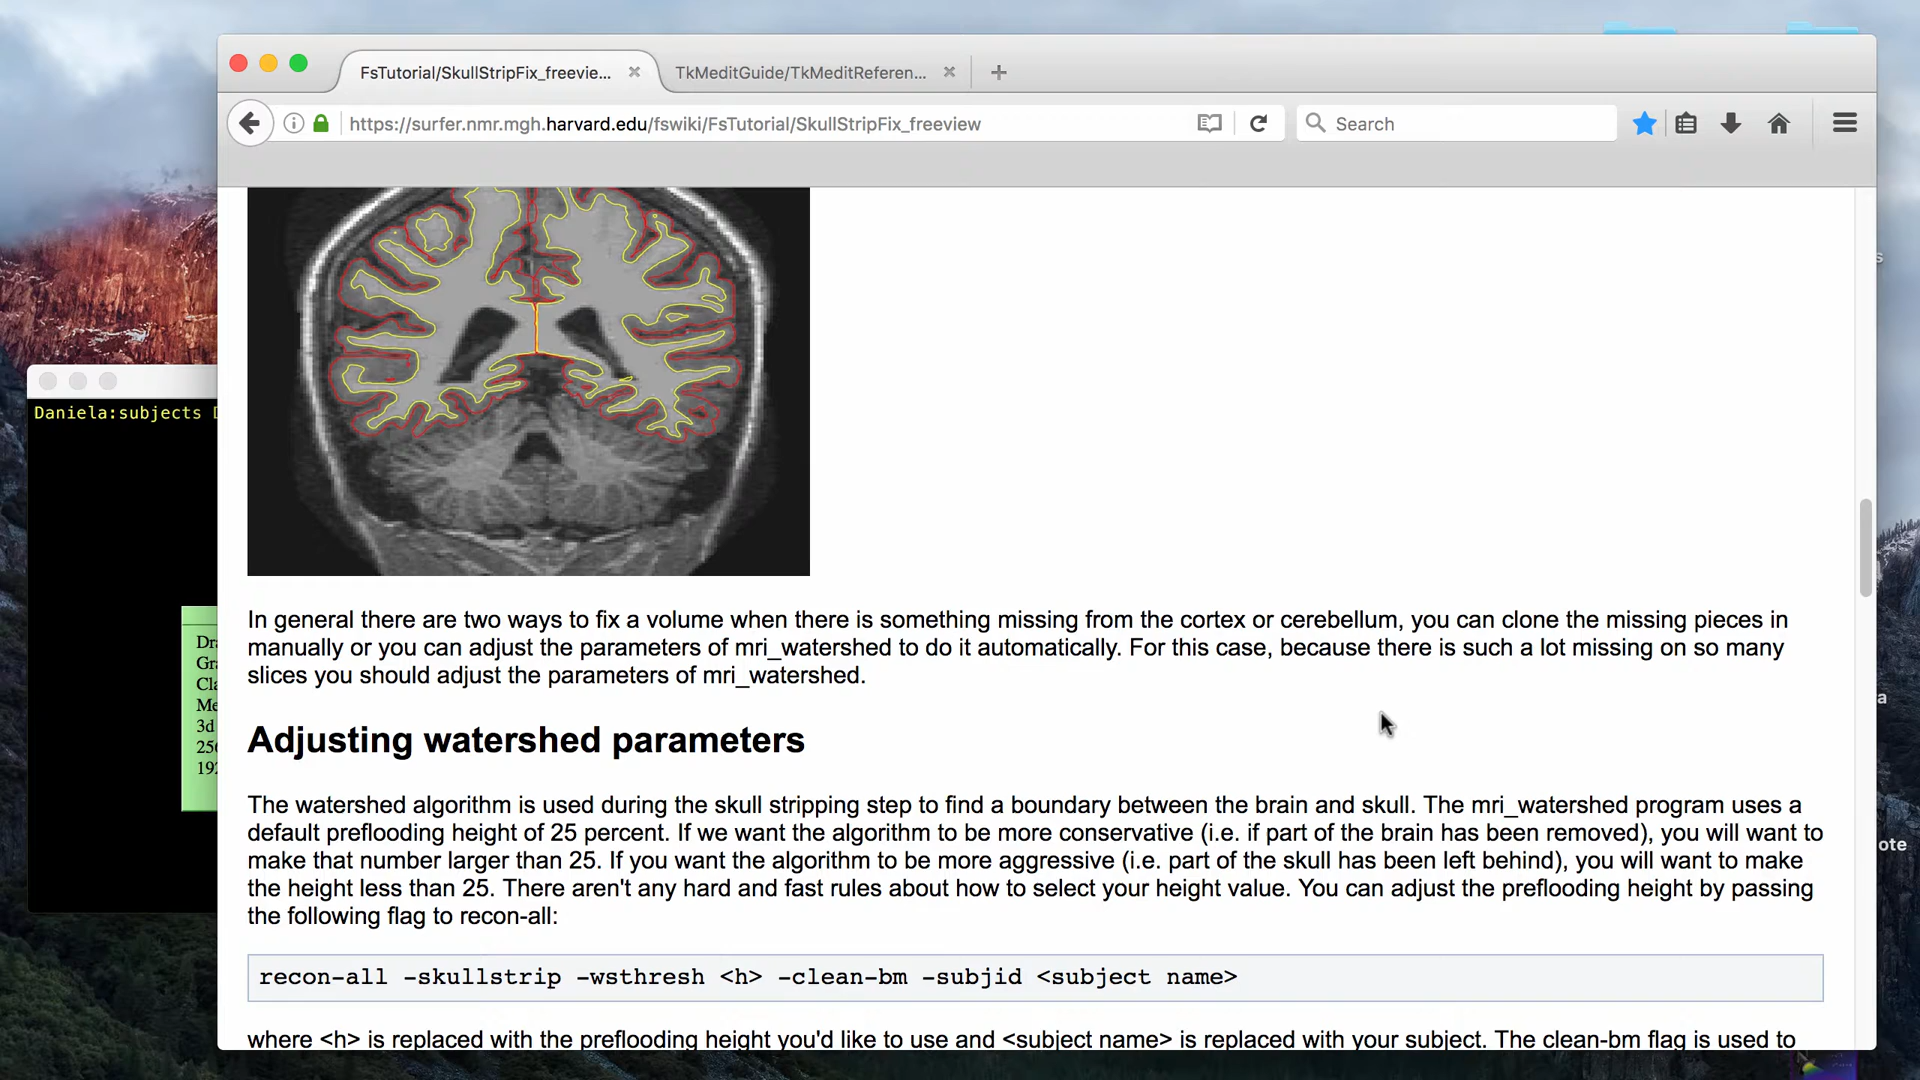 FsTutorial/SkullStripFix_freevie...
TkMeditGuide/TkMeditReferen...
https://surfer.nmr.mgh.harvard.edu/fswiki/FsTutorial/SkullStripFix_freeview
Search
Daniela:subjects
Dra
Gra
Cla
Me
3d
256
192
In general there are two ways to fix a volume when there is something missing from the cortex or cerebellum, you can clone the missing pieces in
manually or you can adjust the parameters of mri_watershed to do it automatically. For this case, because there is such a lot missing on so many
slices you should adjust the parameters of mri_watershed.
Adjusting watershed parameters
The watershed algorithm is used during the skull stripping step to find a boundary between the brain and skull. The mri_watershed program uses a
default preflooding height of 25 percent. If we want the algorithm to be more conservative (i.e. if part of the brain has been removed), you will want to
make that number larger than 25. If you want the algorithm to be more aggressive (i.e. part of the skull has been left behind), you will want to make
the height less than 25. There aren't any hard and fast rules about how to select your height value. You can adjust the preflooding height by passing
the following flag to recon-all:
recon-all -skullstrip -wsthresh <h> -clean-bm -subjid <subject name>
where <h> is replaced with the preflooding height you'd like to use and <subject name> is replaced with your subject. The clean-bm flag is used to
s
a
ote